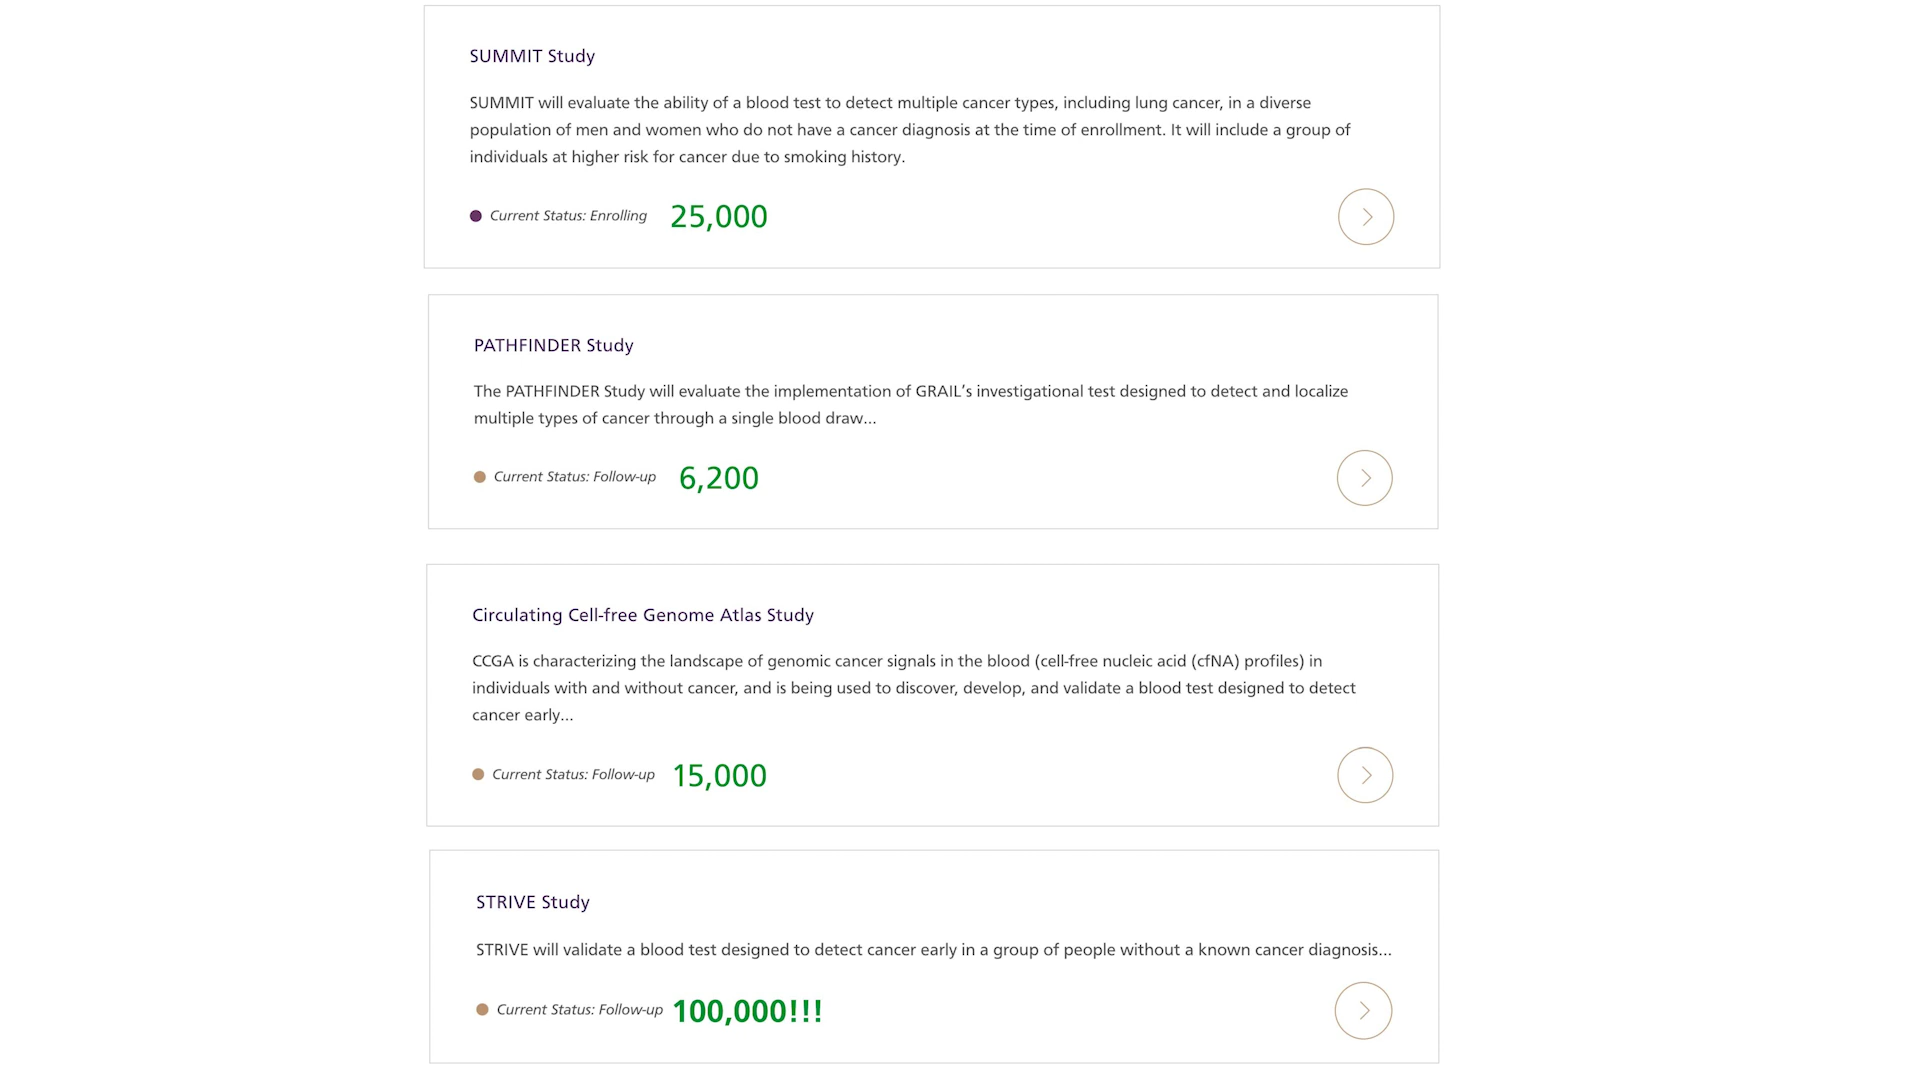 SUMMIT Study
SUMMIT will evaluate the ability of a blood test to detect multiple cancer types, including lung cancer, in a diverse
population of men and women who do not have a cancer diagnosis at the time of enrollment. It will include a group of
individuals at higher risk for cancer due to smoking history.
Current Status: Enrolling 25,000
PATHFINDER Study
The PATHFINDER Study will evaluate the implementation of GRAIL’s investigational test designed to detect and localize
multiple types of cancer through a single blood draw...
Current Status: Follow-up 6,200
Circulating Cell-free Genome Atlas Study
CCGA is characterizing the landscape of genomic cancer signals in the blood (cell-free nucleic acid (cfNA) profiles) in
individuals with and without cancer, and is being used to discover, develop, and validate a blood test designed to detect
cancer early...
Current Status: Follow-up 15,000
STRIVE Study
STRIVE will validate a blood test designed to detect cancer early in a group of people without a known cancer diagnosis...
Current Status: Follow-up 100,000!!!